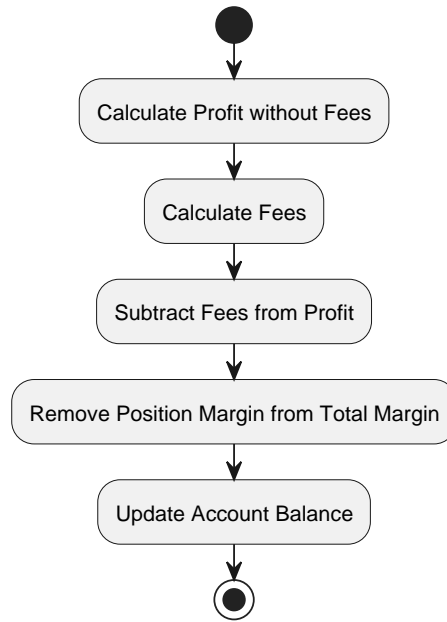 Calculate Profit without Fees
Calculate Fees
Subtract Fees from Profit
Remove Position Margin from Total Margin
Update Account Balance